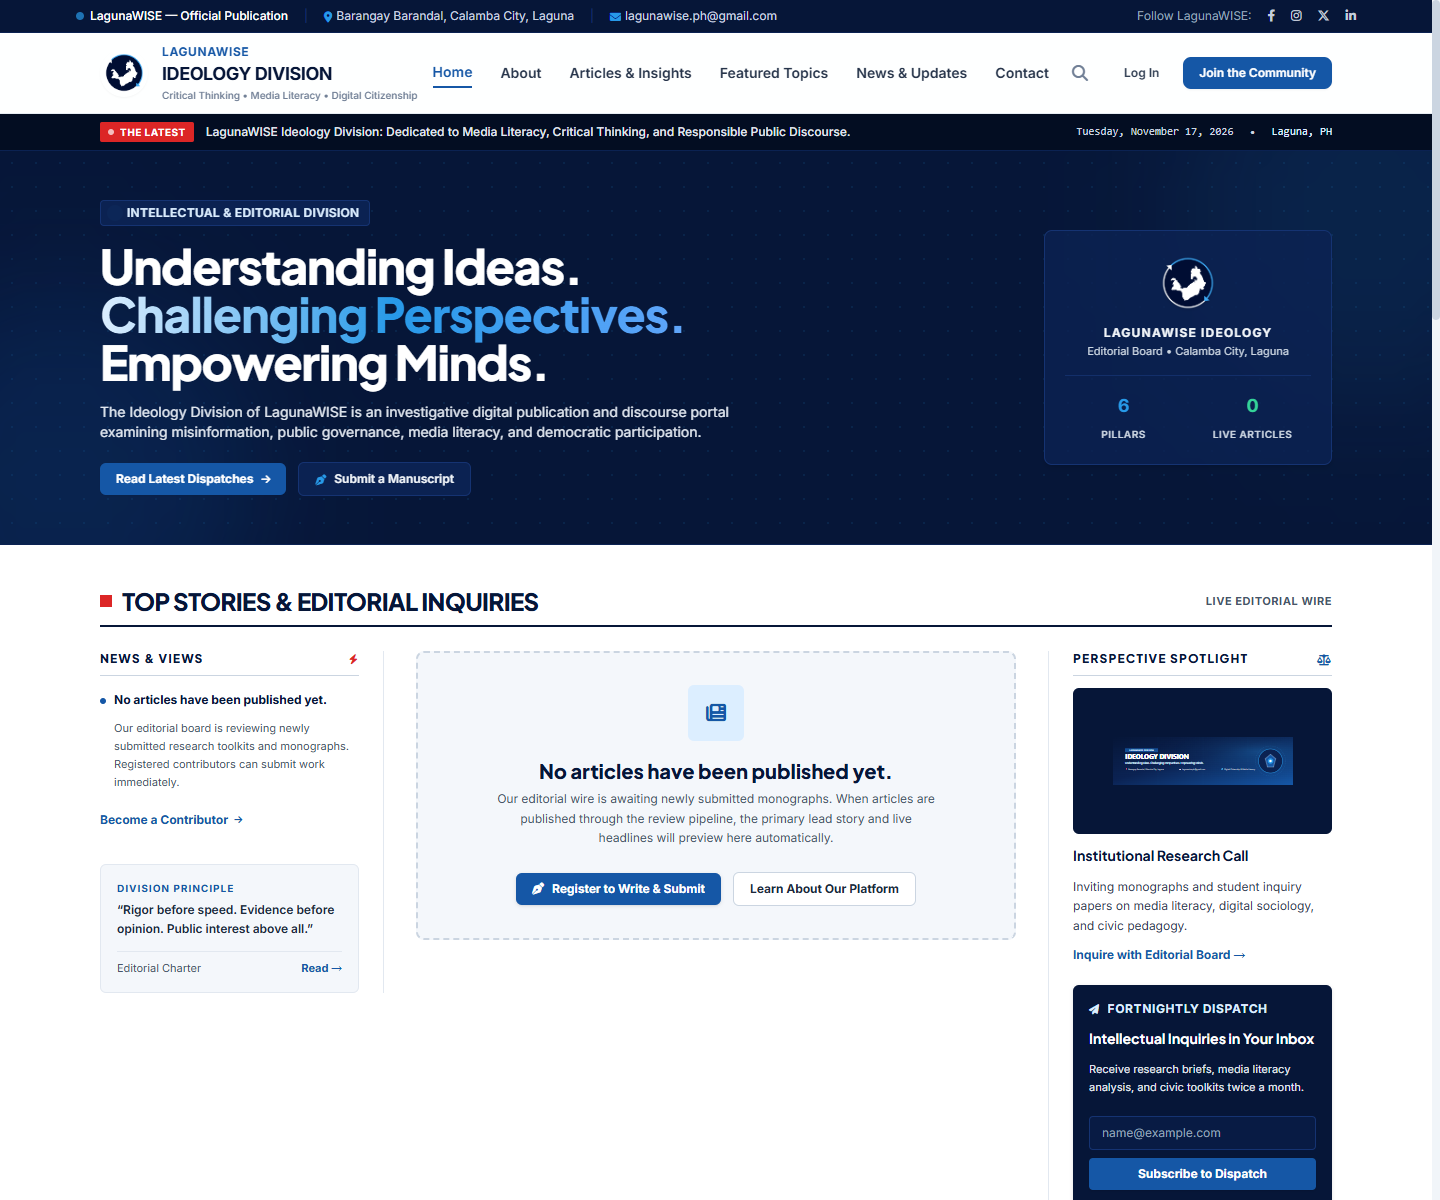 LagunaWISE — Official Publication
Barangay Barandal, Calamba City, Laguna
lagunawise.ph@gmail.com
Follow LagunaWISE:
LAGUNAWISE
IDEOLOGY DIVISION
Critical Thinking • Media Literacy • Digital Citizenship
Home
About
Articles & Insights
Featured Topics
News & Updates
Contact
Log In
Join the Community
THE LATEST
LagunaWISE Ideology Division: Dedicated to Media Literacy, Critical Thinking, and Responsible Public Discourse.
Tuesday, November 17, 2026 • Laguna, PH
INTELLECTUAL & EDITORIAL DIVISION
Understanding Ideas.
Challenging Perspectives.
Empowering Minds.
The Ideology Division of LagunaWISE is an investigative digital publication and discourse portal
examining misinformation, public governance, media literacy, and democratic participation.
Read Latest Dispatches →
Submit a Manuscript
LAGUNAWISE IDEOLOGY
Editorial Board • Calamba City, Laguna
6
PILLARS
0
LIVE ARTICLES
TOP STORIES & EDITORIAL INQUIRIES
LIVE EDITORIAL WIRE
NEWS & VIEWS
No articles have been published yet.
Our editorial board is reviewing newly
submitted research toolkits and monographs.
Registered contributors can submit work
immediately.
Become a Contributor →
DIVISION PRINCIPLE
“Rigor before speed. Evidence before
opinion. Public interest above all.”
Editorial Charter
Read →
No articles have been published yet.
Our editorial wire is awaiting newly submitted monographs. When articles are
published through the review pipeline, the primary lead story and live
headlines will preview here automatically.
Register to Write & Submit
Learn About Our Platform
PERSPECTIVE SPOTLIGHT
IDEOLOGY DIVISION
Institutional Research Call
Inviting monographs and student inquiry
papers on media literacy, digital sociology,
and civic pedagogy.
Inquire with Editorial Board →
FORTNIGHTLY DISPATCH
Intellectual Inquiries in Your Inbox
Receive research briefs, media literacy
analysis, and civic toolkits twice a month.
name@example.com
Subscribe to Dispatch